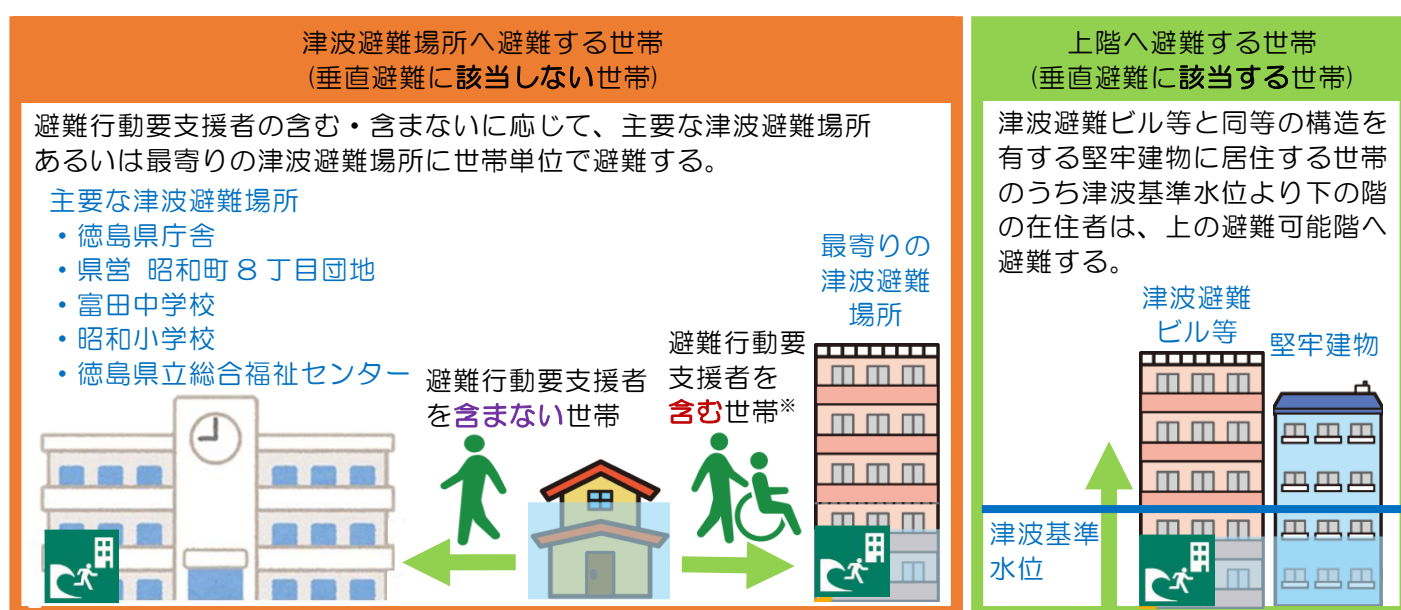 津波避難場所へ避難する世帯
(垂直避難に該当しない世帯)
避難行動要支援者の含む・含まないに応じて、主要な津波避難場所
あるいは最寄りの津波避難場所に世帯単位で避難する。
主要な津波避難場所
・徳島県庁舎
・県営 昭和町8丁目団地
・富田中学校
・昭和小学校
・徳島県立総合福祉センター
避難行動要支援者
を含まない世帯
避難行動要
支援者を
含む世帯※
最寄りの
津波避難
場所
上階へ避難する世帯
(垂直避難に該当する世帯)
津波避難ビル等と同等の構造を
有する堅牢建物に居住する世帯
のうち津波基準水位より下の階
の在住者は、上の避難可能階へ
避難する。
津波避難
ビル等
堅牢建物
津波基準
水位